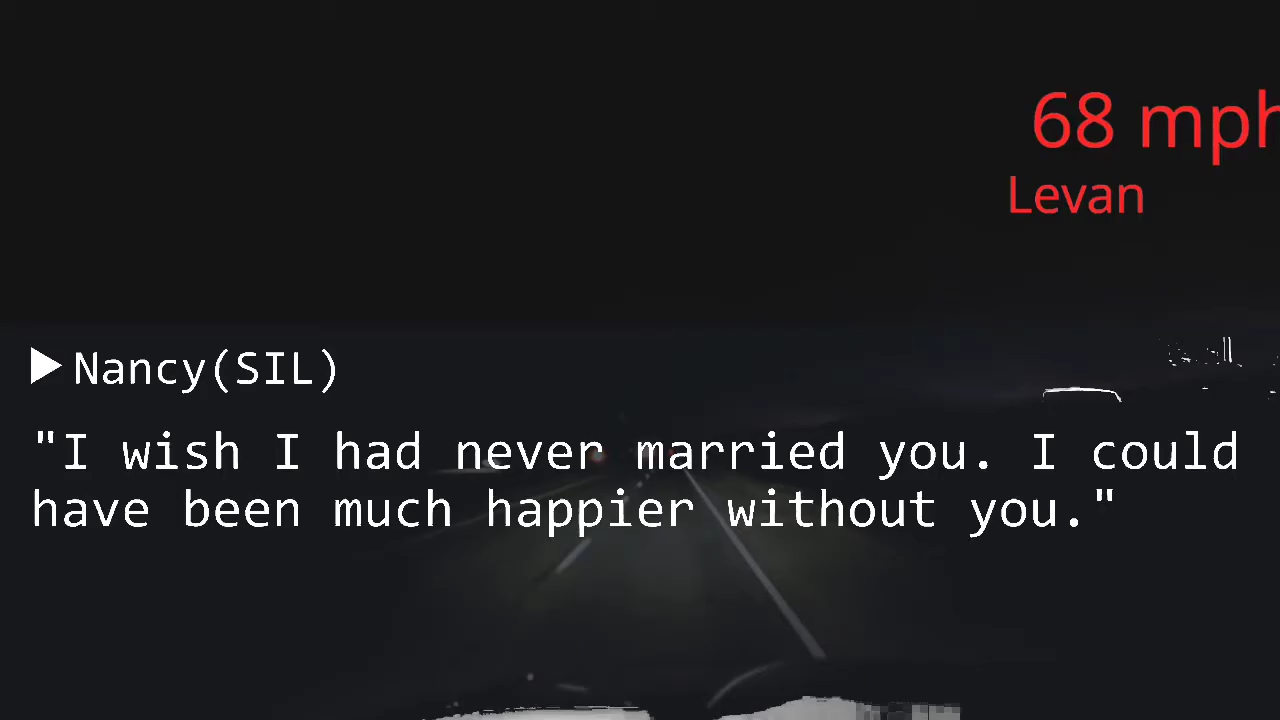 68 mph
Levan
Nancy(SIL)
"I wish I had never married you. I could
have been much happier without you."